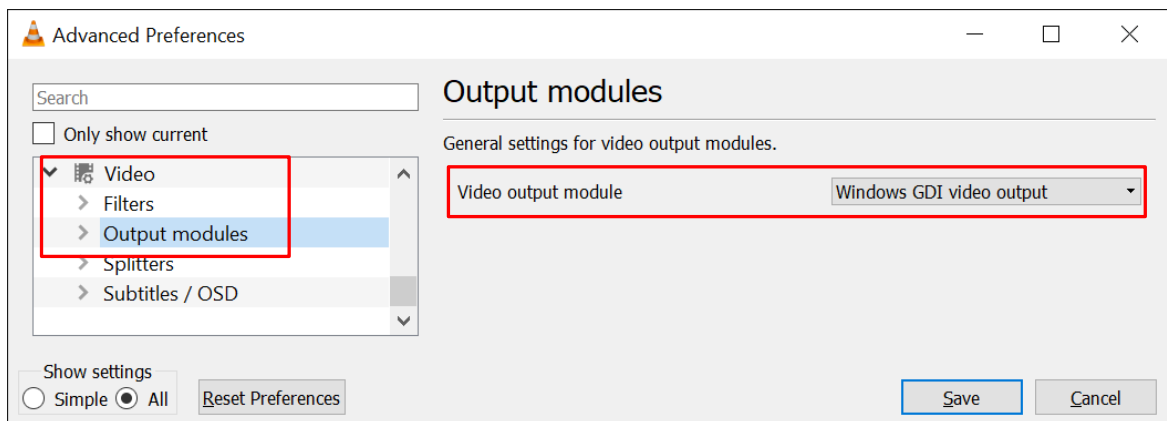 Advanced Preferences
Search
Only show current
Video
Filters
Output modules
Splitters
Subtitles / OSD
Output modules
General settings for video output modules.
Video output module Windows GDI video output
Show settings
Simple All Reset Preferences Save Cancel